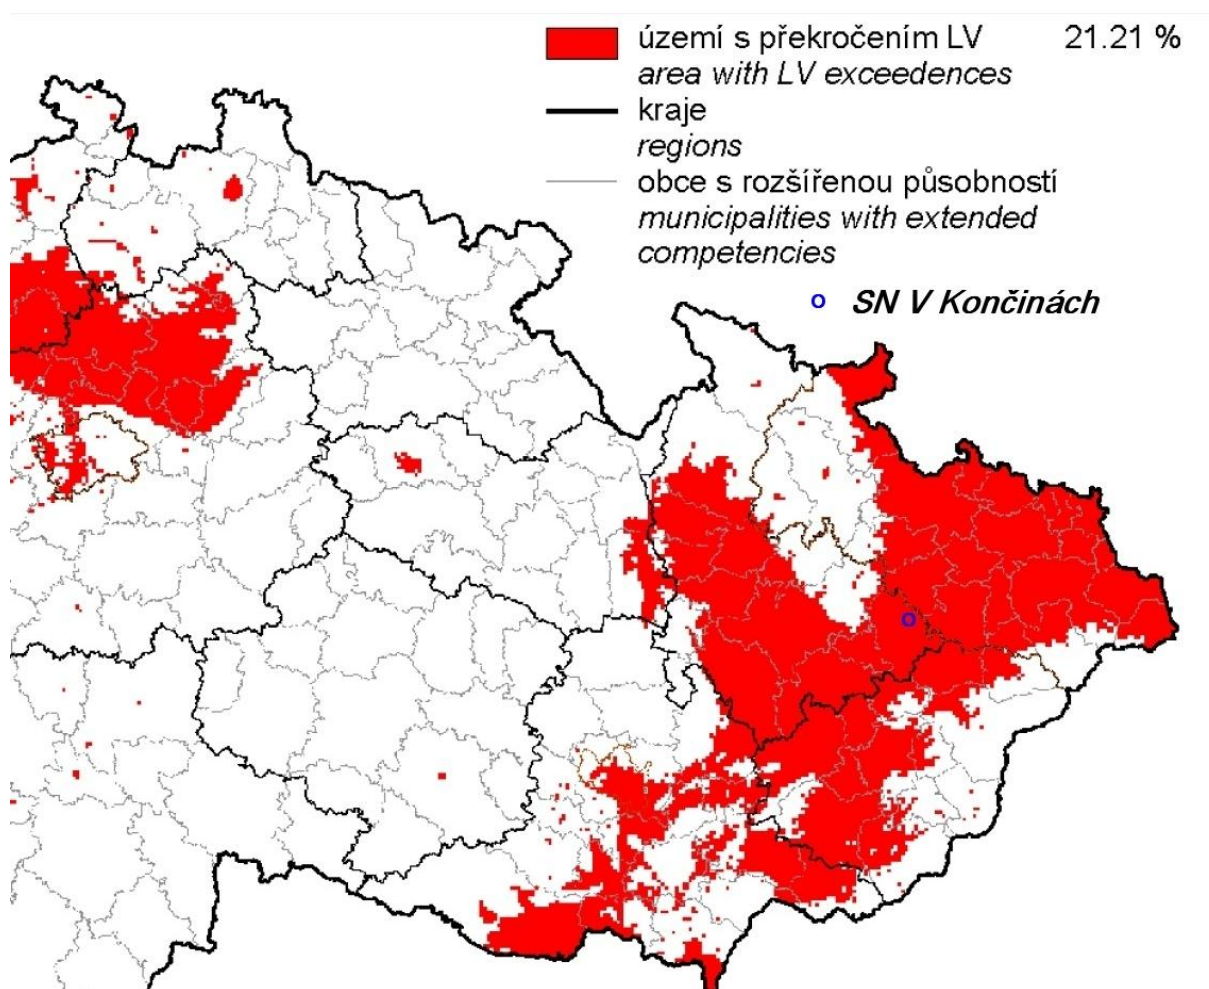 území s překročením LV 21.21 %
area with LV exceedences
kraje
regions
obce s rozšířenou působností
municipalities with extended
competencies
SN V Končinách